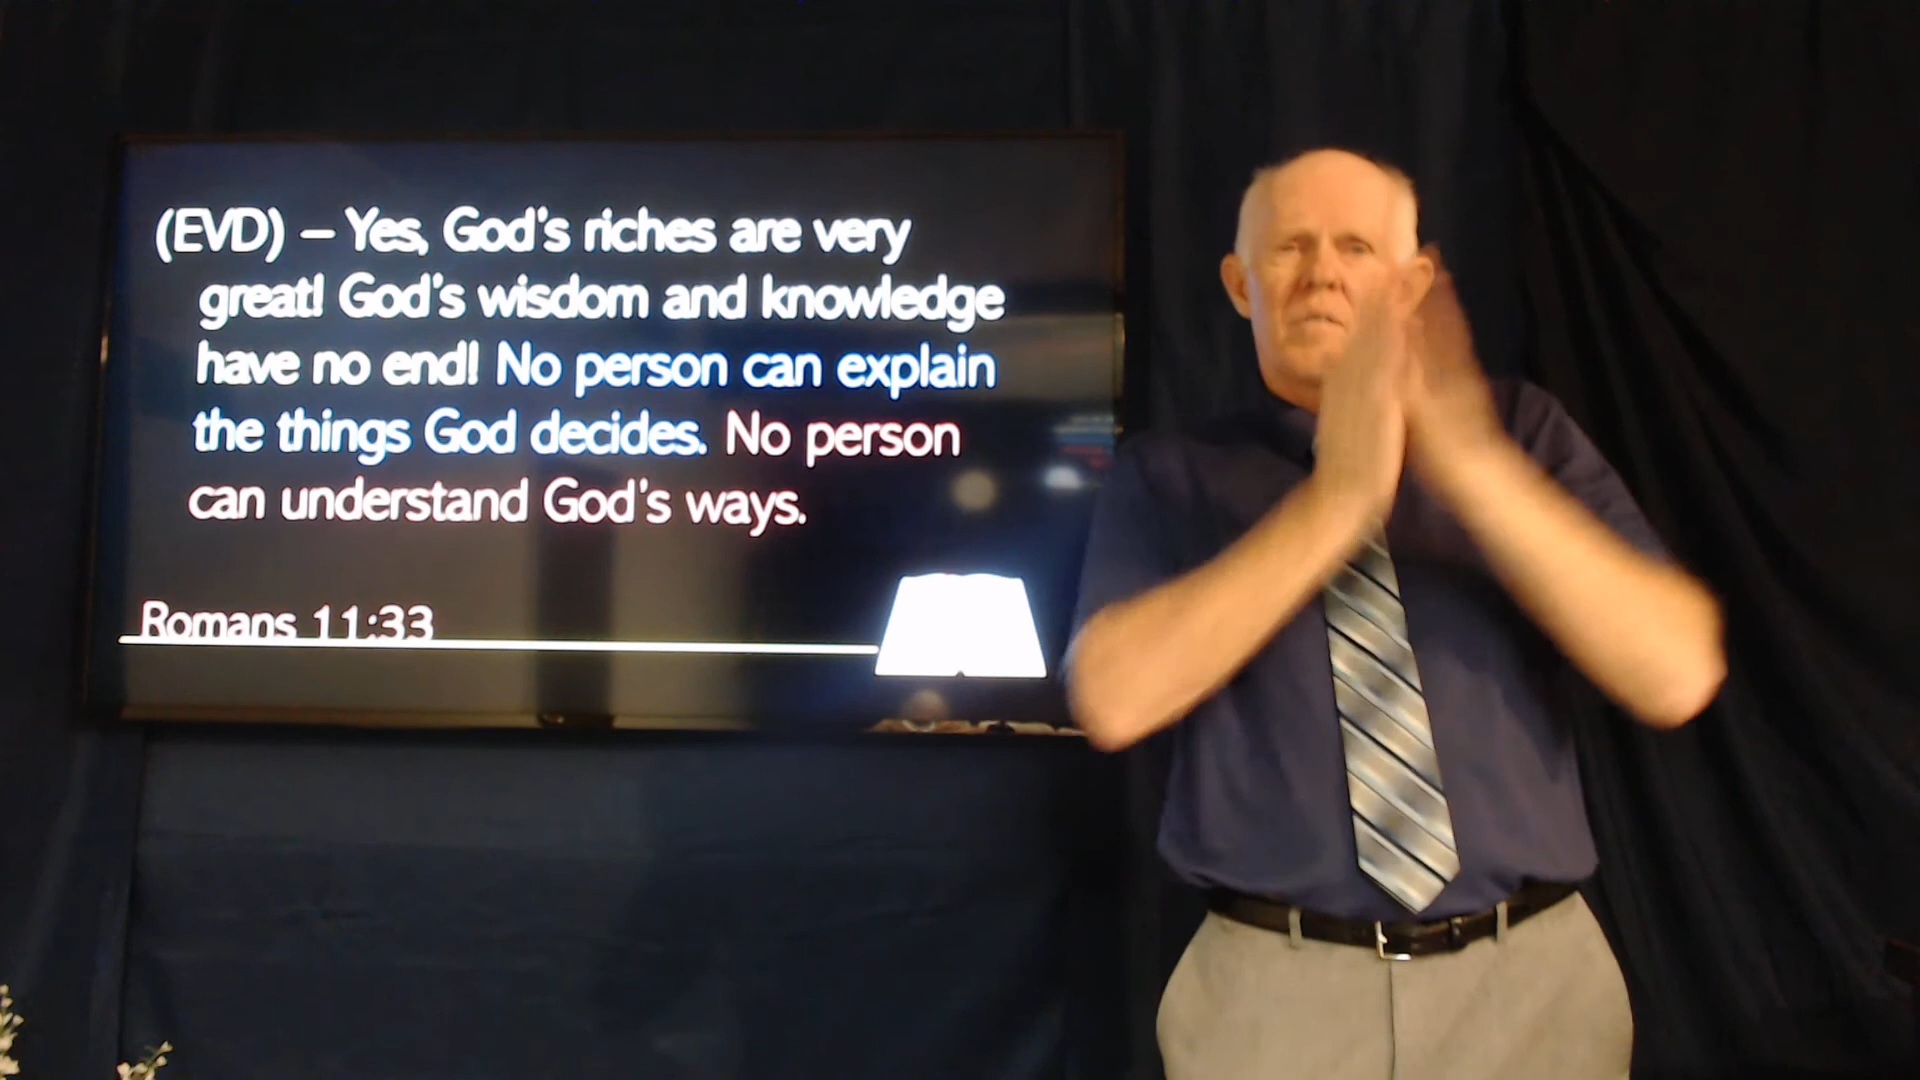 (EVD) – Yes, God's riches are very
great! God's wisdom and knowledge
have no end! No person can explain
the things God decides. No person
can understand God's ways.
Romans 11:33